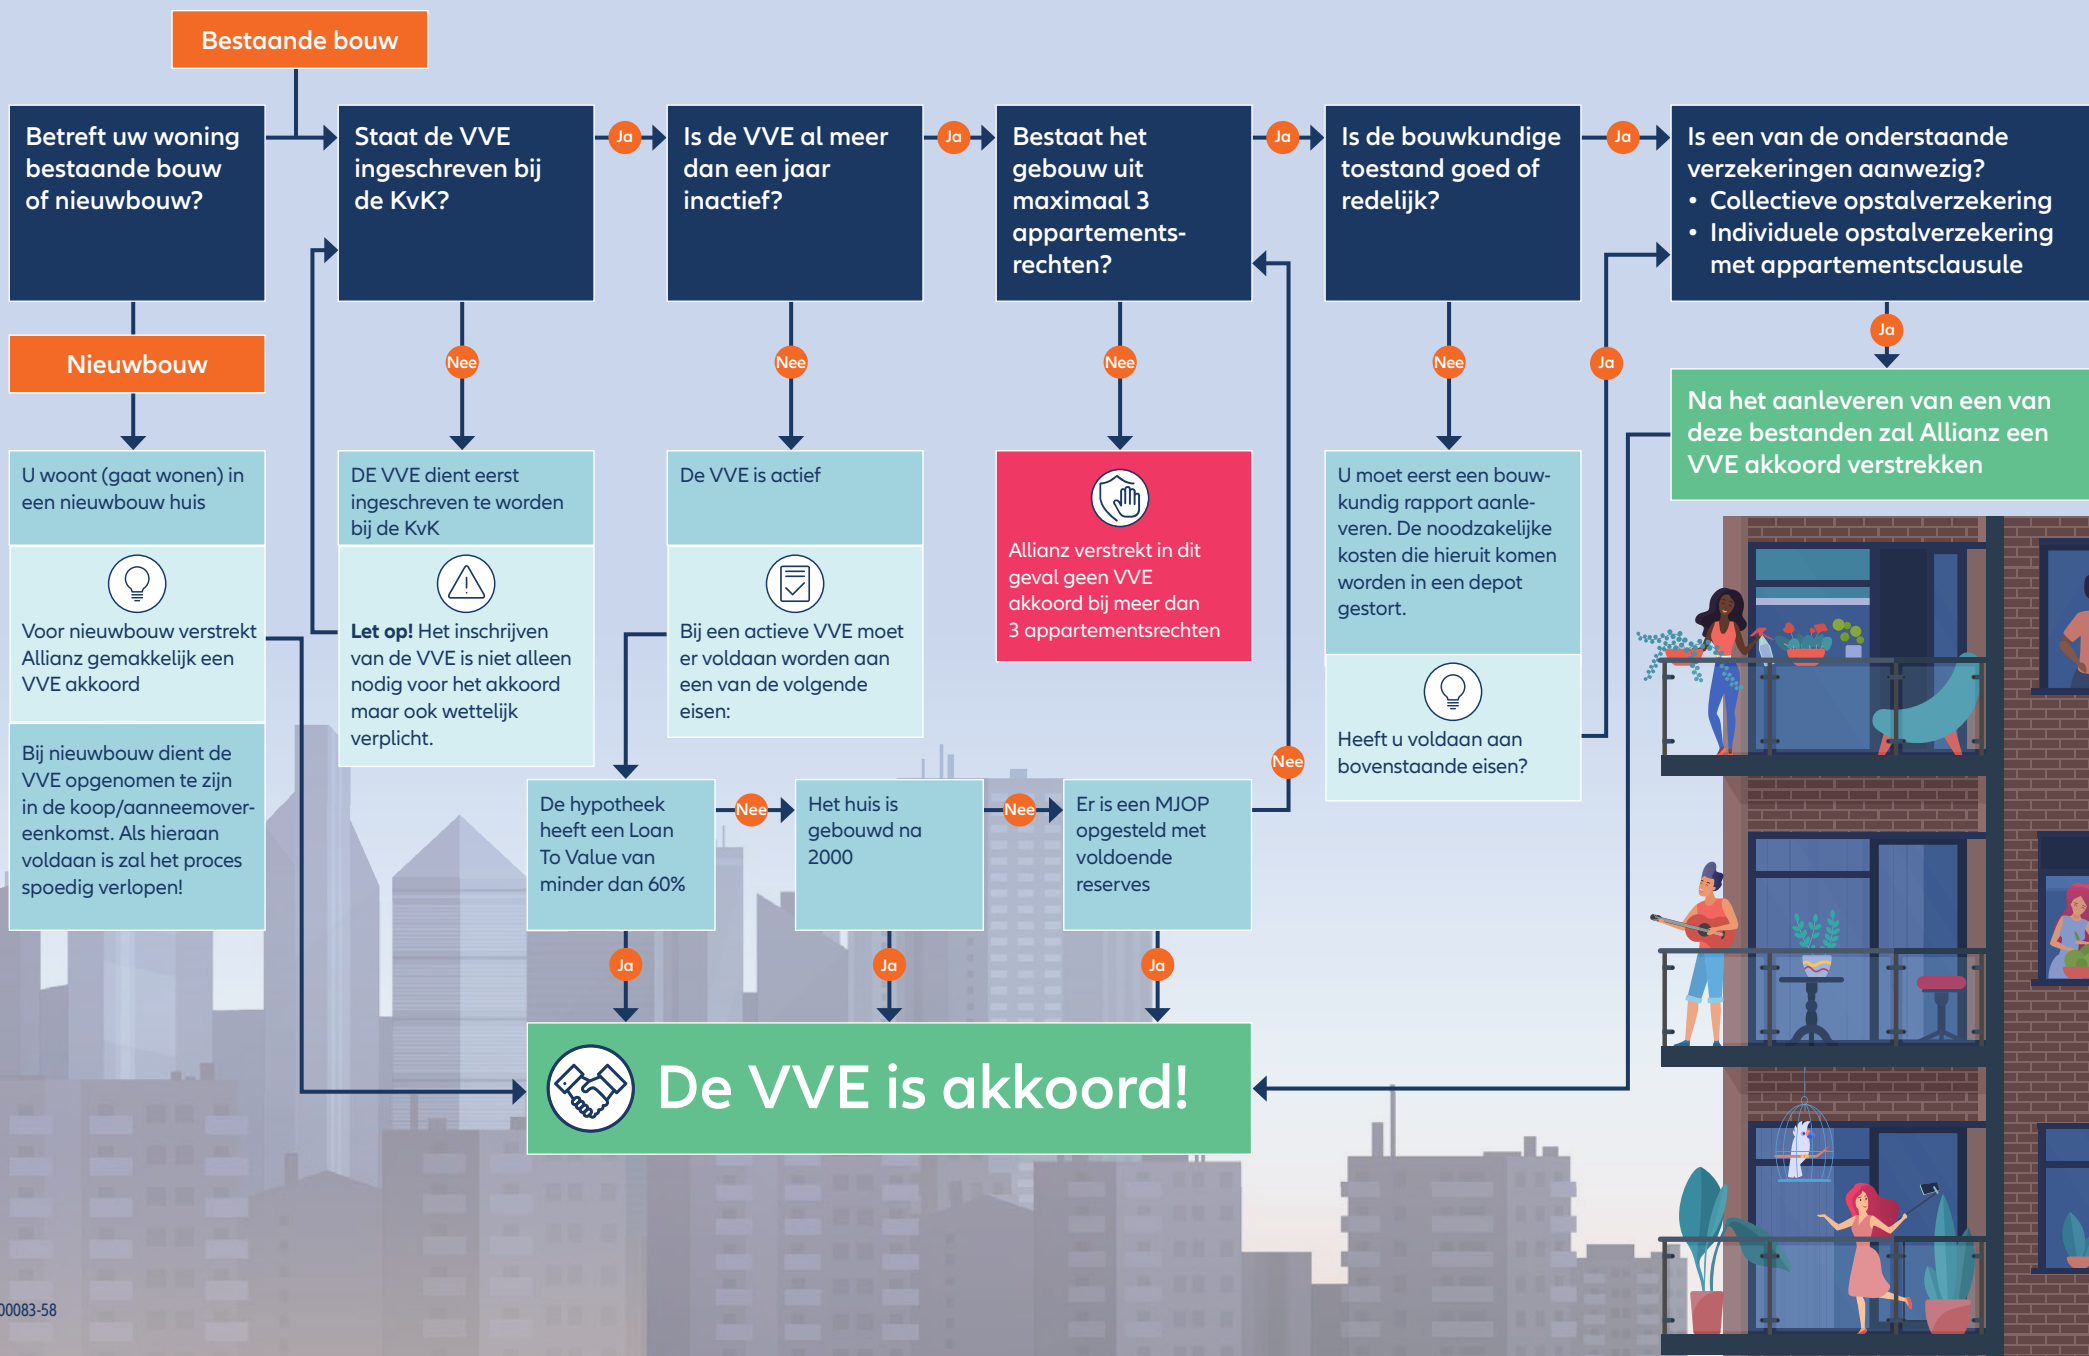 Bestaande bouw
Betreft uw woning
bestaande bouw
of nieuwbouw?
Staat de VVE
ingeschreven bij
de KvK?
Ja
Is de VVE al meer
dan een jaar
inactief?
Ja
Bestaat het
gebouw uit
maximaal 3
appartements-
rechten?
Ja
Is de bouwkundige
toestand goed of
redelijk?
Ja
Is een van de onderstaande
verzekeringen aanwezig?
• Collectieve opstalverzekering
• Individuele opstalverzekering
met appartementsclausule
Nieuwbouw
Nee
Nee
Nee
Nee
Ja
Ja
Na het aanleveren van een van
deze bestanden zal Allianz een
VVE akkoord verstrekken
U woont (gaat wonen) in
een nieuwbouw huis
Voor nieuwbouw verstrekt
Allianz gemakkelijk een
VVE akkoord
Bij nieuwbouw dient de
VVE opgenomen te zijn
in de koop/aanneemover-
eenkomst. Als hieraan
voldaan is zal het proces
spoedig verlopen!
DE VVE dient eerst
ingeschreven te worden
bij de KvK
Let op! Het inschrijven
van de VVE is niet alleen
nodig voor het akkoord
maar ook wettelijk
verplicht.
De VVE is actief
Bij een actieve VVE moet
er voldaan worden aan
een van de volgende
eisen:
Allianz verstrekt in dit
geval geen VVE
akkoord bij meer dan
3 appartementsrechten
U moet eerst een bouw-
kundig rapport aanle-
veren. De noodzakelijke
kosten die hieruit komen
worden in een depot
gestort.
Heeft u voldaan aan
bovenstaande eisen?
De hypotheek
heeft een Loan
To Value van
minder dan 60%
Nee
Het huis is
gebouwd na
2000
Nee
Er is een MJOP
opgesteld met
voldoende
reserves
Nee
Ja
Ja
Ja
De VVE is akkoord!
00083-58